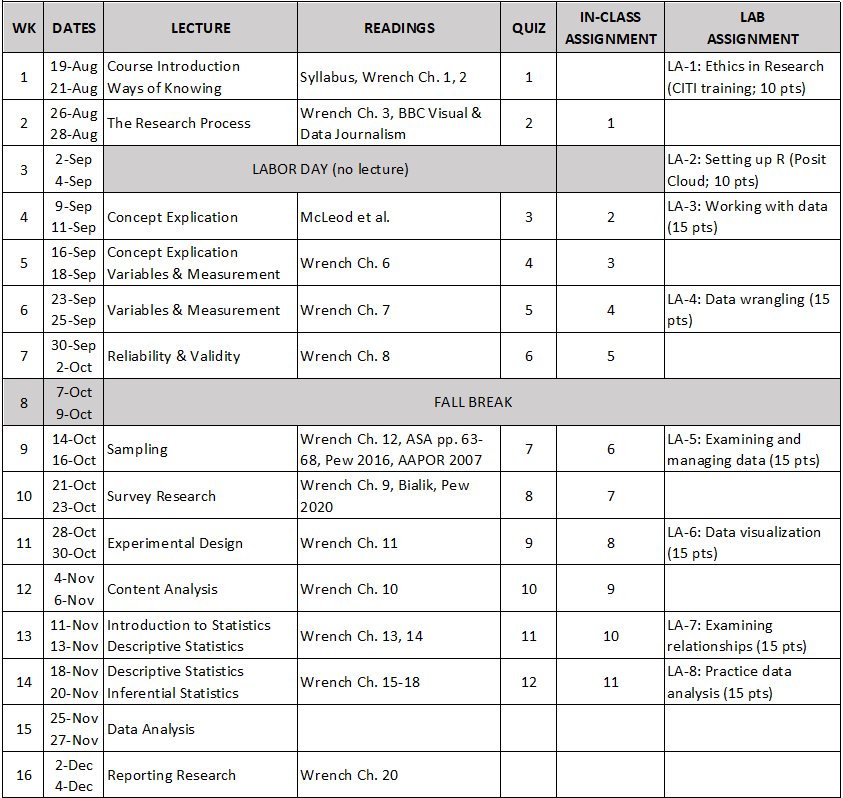 WK DATES LECTURE READINGS QUIZ IN-CLASS ASSIGNMENT LAB ASSIGNMENT
1 19-Aug Course Introduction Syllabus, Wrench Ch. 1, 2 1 LA-1: Ethics in Research
21-Aug Ways of Knowing (CITI training; 10 pts)
2 26-Aug The Research Process Wrench Ch. 3, BBC Visual & 2 1
28-Aug Data Journalism
3 2-Sep LABOR DAY (no lecture) LA-2: Setting up R (Posit
4-Sep Cloud; 10 pts)
4 9-Sep Concept Explication McLeod et al. 3 2 LA-3: Working with data
11-Sep (15 pts)
5 16-Sep Concept Explication Wrench Ch. 6 4 3
18-Sep Variables & Measurement
6 23-Sep Variables & Measurement Wrench Ch. 7 5 4 LA-4: Data wrangling (15
25-Sep pts)
7 30-Sep Reliability & Validity Wrench Ch. 8 6 5
2-Oct
8 7-Oct FALL BREAK
9-Oct
9 14-Oct Sampling Wrench Ch. 12, ASA pp. 63- 7 6 LA-5: Examining and
16-Oct 68, Pew 2016, AAPOR 2007 managing data (15 pts)
10 21-Oct Survey Research Wrench Ch. 9, Bialik, Pew 8 7
23-Oct 2020
11 28-Oct Experimental Design Wrench Ch. 11 9 8 LA-6: Data visualization
30-Oct (15 pts)
12 4-Nov Content Analysis Wrench Ch. 10 10 9
6-Nov
13 11-Nov Introduction to Statistics Wrench Ch. 13, 14 11 10 LA-7: Examining
13-Nov Descriptive Statistics relationships (15 pts)
14 18-Nov Descriptive Statistics Wrench Ch. 15-18 12 11 LA-8: Practice data
20-Nov Inferential Statistics analysis (15 pts)
15 25-Nov Data Analysis
27-Nov
16 2-Dec Reporting Research Wrench Ch. 20
4-Dec